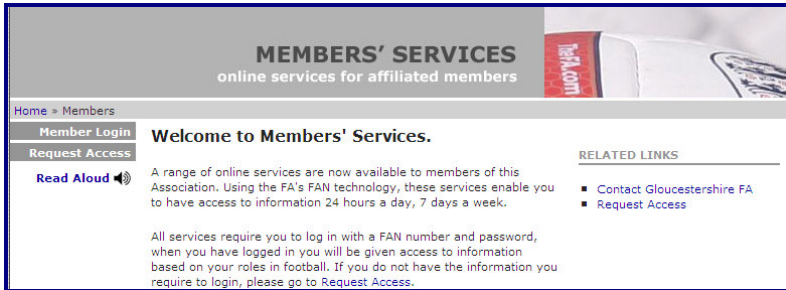 MEMBERS' SERVICES
online services for affiliated members
TheFA.com
Home » Members
Member Login
Request Access
Read Aloud
Welcome to Members' Services.
A range of online services are now available to members of this
Association. Using the FA's FAN technology, these services enable you
to have access to information 24 hours a day, 7 days a week.
All services require you to log in with a FAN number and password,
when you have logged in you will be given access to information
based on your roles in football. If you do not have the information you
require to login, please go to Request Access.
RELATED LINKS
Contact Gloucestershire FA
Request Access